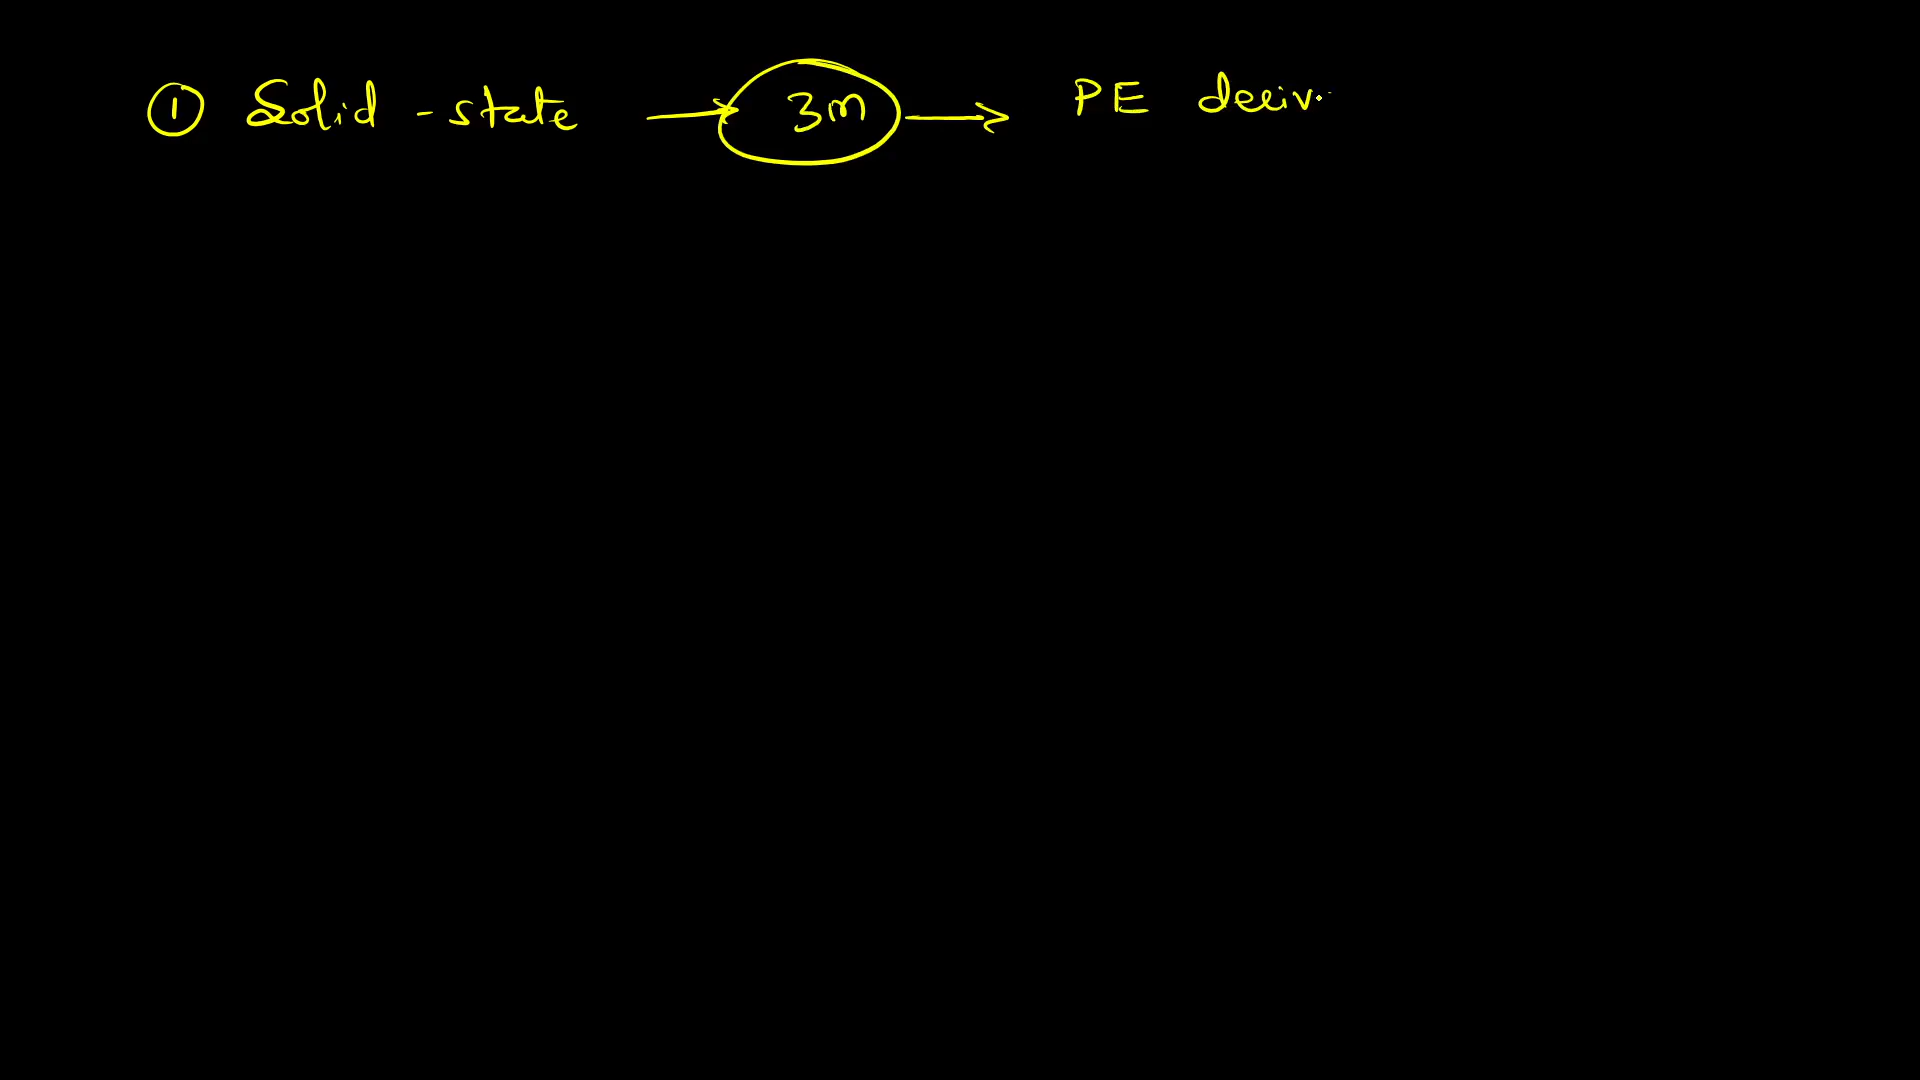 ① Solid - state → 3m → PE deriv.